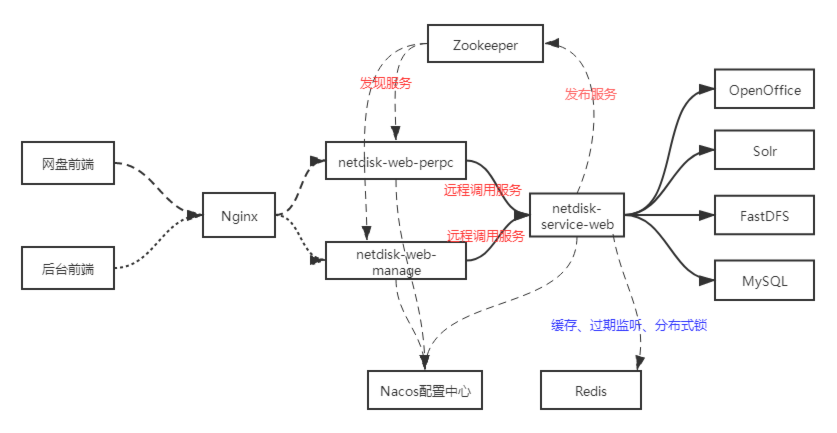 Zookeeper
发现服务
发布服务
OpenOffice
网盘前端
netdisk-web-perpc
Solr
远程调用服务
Nginx
netdisk-
service-web
FastDFS
远程调用服务
后台前端
netdisk-web-
manage
MySQL
缓存、过期监听、分布式锁
Nacos配置中心
Redis